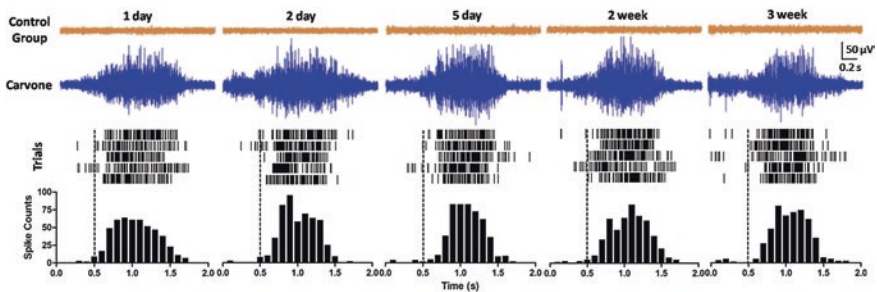 1 day 2 day 5 day 2 week 3 week
Control
Group
50 µV
0.2 s
Carvone
Trials
Spike Counts
100
75
50
25
0
0.0 0.5 1.0 1.5 2.0 0.0 0.5 1.0 1.5 2.0 0.0 0.5 1.0 1.5 2.0 0.0 0.5 1.0 1.5 2.0 0.0 0.5 1.0 1.5 2.0
Time (s)